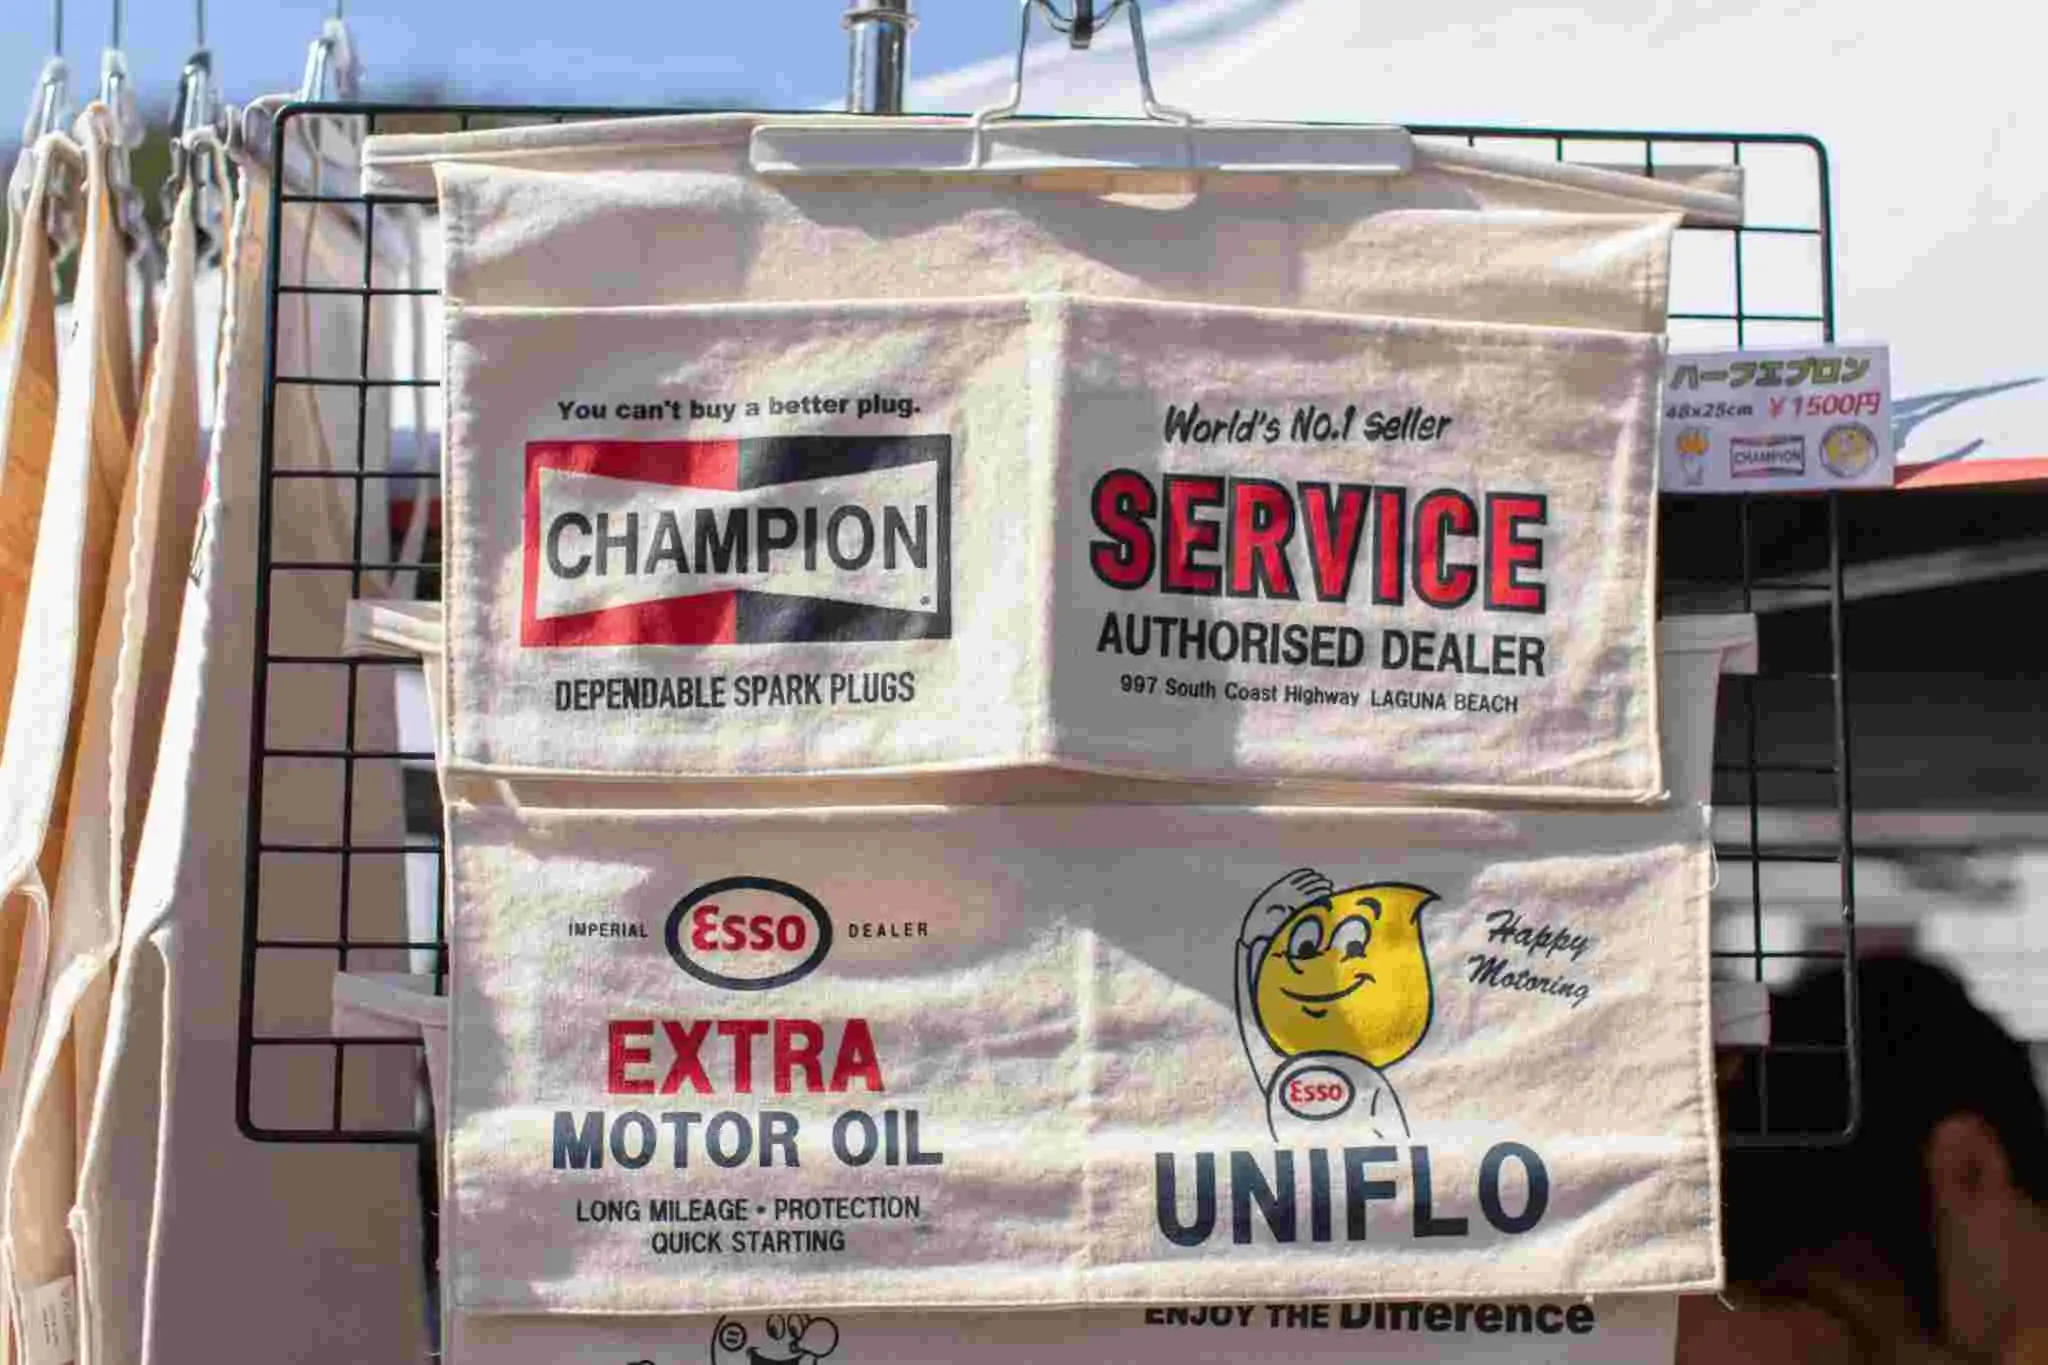 You can't buy a better plug.
CHAMPION
DEPENDABLE SPARK PLUGS
World's No.1 seller
SERVICE
AUTHORISED DEALER
997 South Coast Highway LAGUNA BEACH
ハーフエプロン
48x25cm ￥1500円
CHAMPION
IMPERIAL Esso DEALER
EXTRA
MOTOR OIL
LONG MILEAGE • PROTECTION
QUICK STARTING
Happy
Motoring
Esso
UNIFLO
ENJOY THE Difference